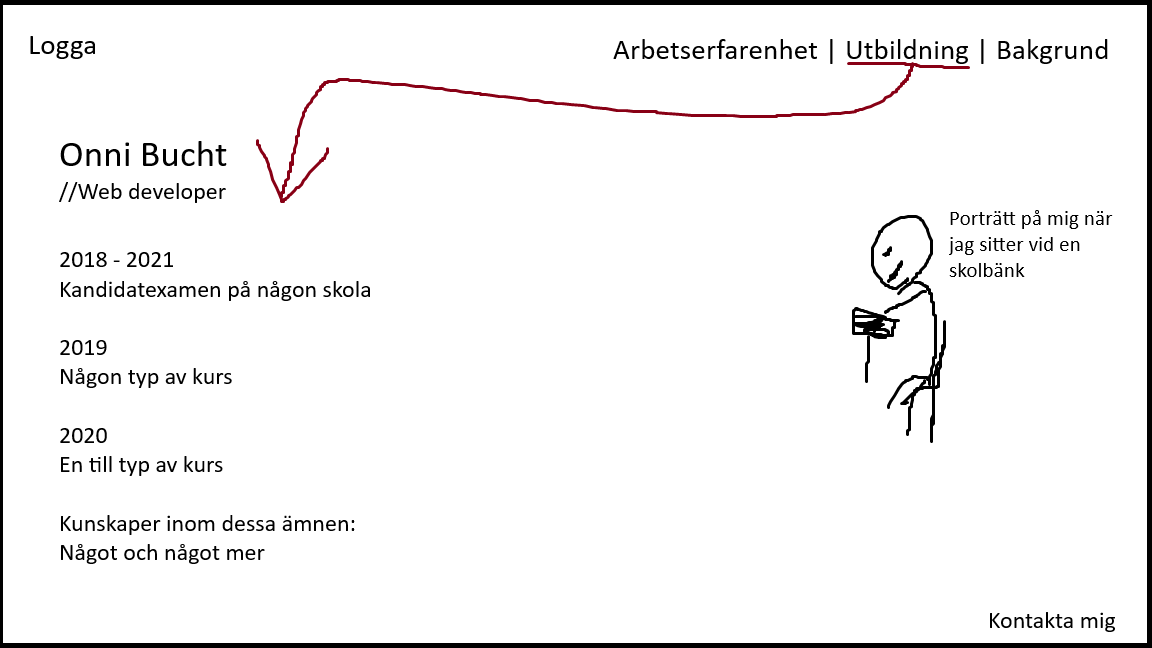 Logga
Arbetserfarenhet | Utbildning | Bakgrund
Onni Bucht
//Web developer
2018 - 2021
Kandidatexamen på någon skola
2019
Någon typ av kurs
2020
En till typ av kurs
Kunskaper inom dessa ämnen:
Något och något mer
Porträtt på mig när
jag sitter vid en
skolbänk
Kontakta mig